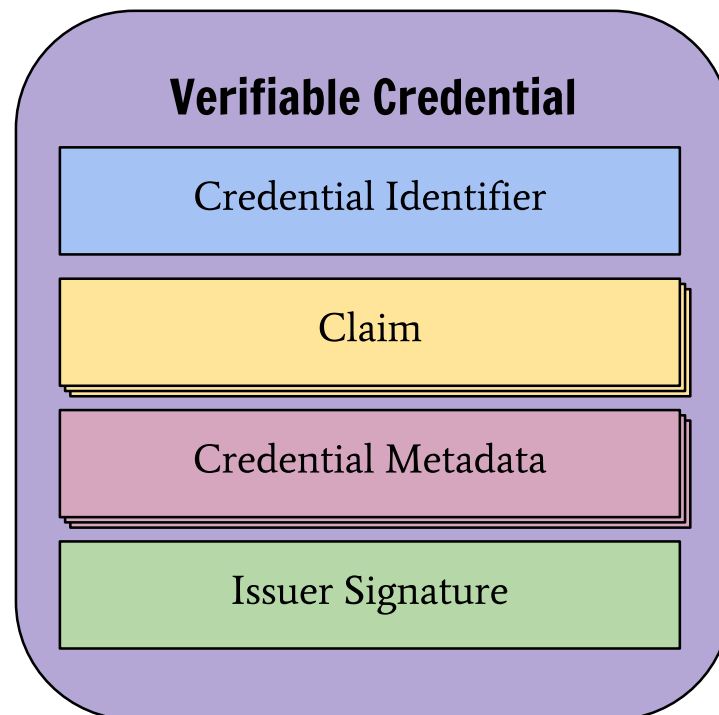 Verifiable Credential
Credential Identifier
Claim
Credential Metadata
Issuer Signature